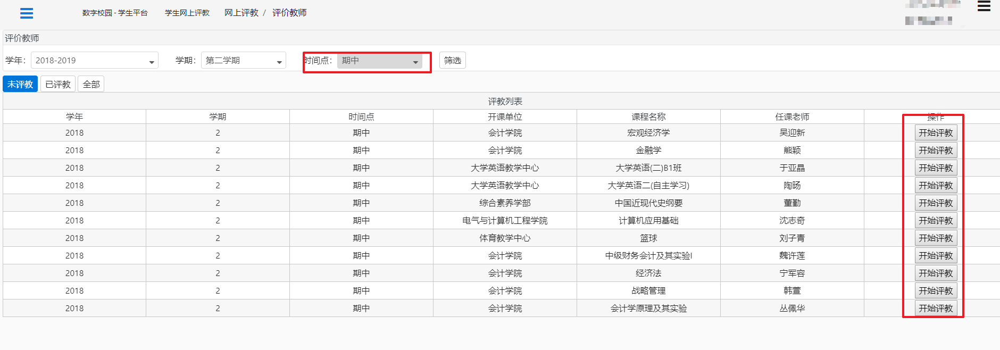 数字校园 - 学生平台 学生网上评教 网上评教 / 评价教师
评价教师
学年： 2018-2019 学期： 第二学期 时间点： 期中 筛选
未评教 已评教 全部
评教列表
学年 学期 时间点 开课单位 课程名称 任课老师 操作
2018 2 期中 会计学院 宏观经济学 吴迎新 开始评教
2018 2 期中 会计学院 金融学 熊颖 开始评教
2018 2 期中 大学英语教学中心 大学英语(二)B1班 于亚晶 开始评教
2018 2 期中 大学英语教学中心 大学英语二(自主学习) 陶旸 开始评教
2018 2 期中 综合素养学部 中国近现代史纲要 董勤 开始评教
2018 2 期中 电气与计算机工程学院 计算机应用基础 沈志奇 开始评教
2018 2 期中 体育教学中心 篮球 刘子青 开始评教
2018 2 期中 会计学院 中级财务会计及其实验I 魏许莲 开始评教
2018 2 期中 会计学院 经济法 宁军容 开始评教
2018 2 期中 会计学院 战略管理 韩萱 开始评教
2018 2 期中 会计学院 会计学原理及其实验 丛佩华 开始评教